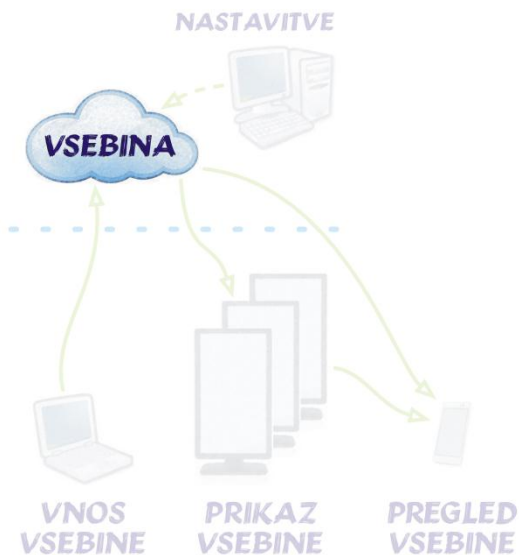 NASTAVITVE
VSEBINA
VNOS
VSEBINE
PRIKAZ
VSEBINE
PREGLED
VSEBINE